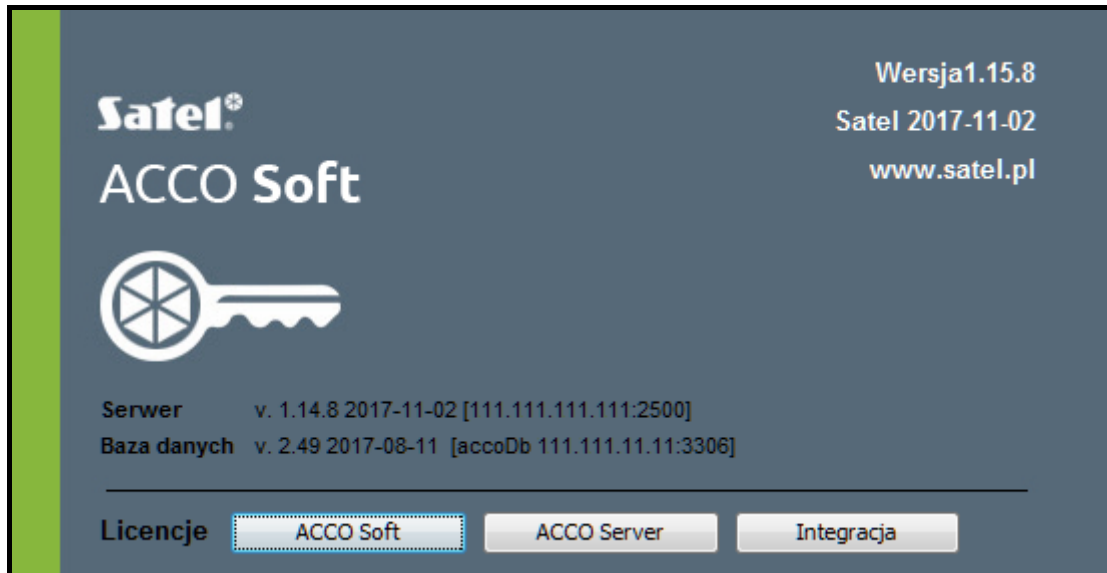 Wersja1.15.8
Satel®
Satel 2017-11-02
www.satel.pl
ACCO Soft
Serwer v. 1.14.8 2017-11-02 [111.111.111.111:2500]
Baza danych v. 2.49 2017-08-11 [accoDb 111.111.11.11:3306]
Licencje ACCO Soft ACCO Server Integracja